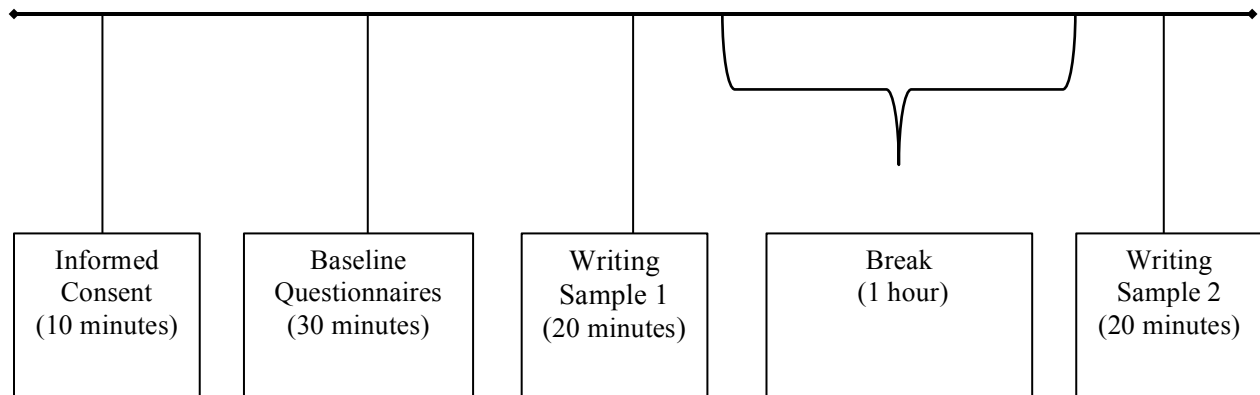 Informed
Consent
(10 minutes)
Baseline
Questionnaires
(30 minutes)
Writing
Sample 1
(20 minutes)
Break
(1 hour)
Writing
Sample 2
(20 minutes)